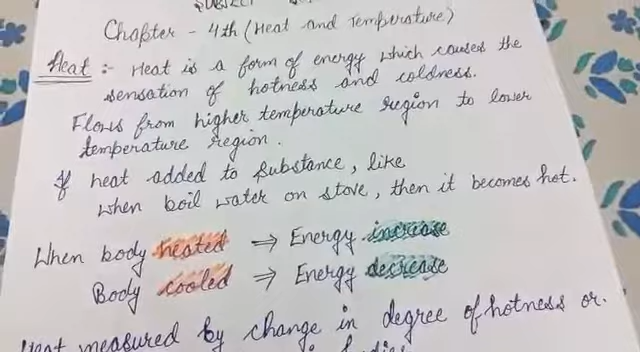 Chapter - 4th (Heat and Temperature)
Heat :- Heat is a form of energy which causes the
sensation of hotness and coldness.
Flows from higher temperature region to lower
temperature region.
If heat added to substance, like
when boil water on stove, then it becomes hot.
When body heated ⇒ Energy increase
Body cooled ⇒ Energy decrease
Heat measured by change in degree of hotness or